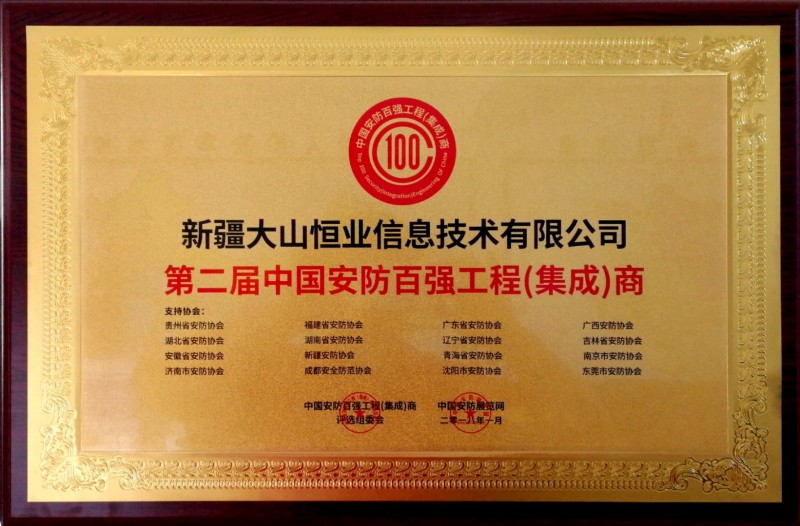 中国安防百强工程(集成)商
100
Top 100 Security(Integration)Engineering Of China
新疆大山恒业信息技术有限公司
第二届中国安防百强工程(集成)商
支持协会：
贵州省安防协会 福建省安防协会 广东省安防协会 广西安防协会
湖北省安防协会 湖南省安防协会 辽宁省安防协会 吉林省安防协会
安徽省安防协会 新疆安防协会 青海省安防协会 南京市安防协会
济南市安防协会 成都安全防范协会 沈阳市安防协会 东莞市安防协会
中国安防百强工程(集成)商 中国安防展览网
评选组委会 二零一八年一月